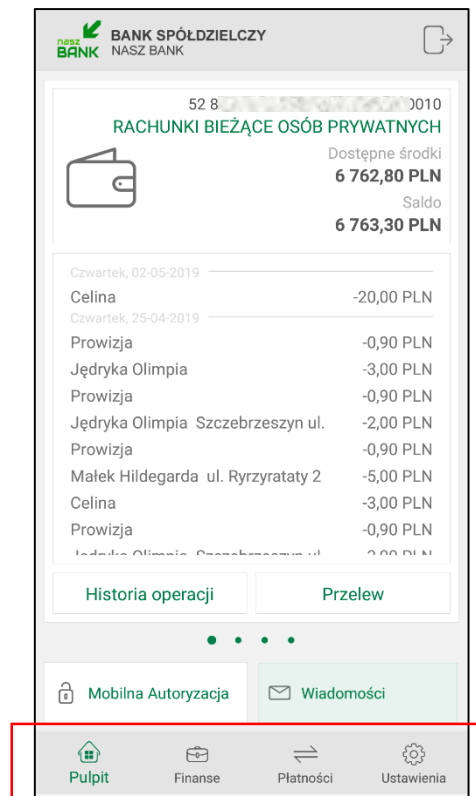 nasz BANK BANK SPÓŁDZIELCZY
NASZ BANK
52 8 0010
RACHUNKI BIEŻĄCE OSÓB PRYWATNYCH
Dostępne środki
6 762,80 PLN
Saldo
6 763,30 PLN
Czwartek, 02-05-2019
Celina -20,00 PLN
Czwartek, 25-04-2019
Prowizja -0,90 PLN
Jędryka Olimpia -3,00 PLN
Prowizja -0,90 PLN
Jędryka Olimpia Szczebrzeszyn ul. -2,00 PLN
Prowizja -0,90 PLN
Małek Hildegarda ul. Ryrzyrataty 2 -5,00 PLN
Celina -3,00 PLN
Prowizja -0,90 PLN
Historia operacji Przelew
Mobilna Autoryzacja Wiadomości
Pulpit Finanse Płatności Ustawienia